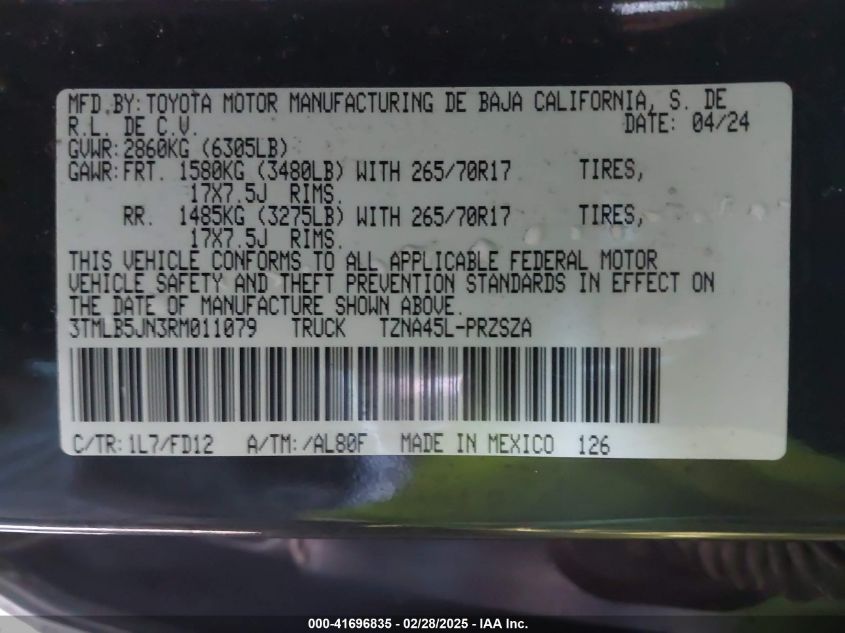 MFD.BY: TOYOTA MOTOR MANUFACTURING DE BAJA CALIFORNIA, S. DE
R.L. DE C.V. DATE: 04/24
GVWR: 2860KG (6305LB)
GAWR: FRT. 1580KG (3480LB) WITH 265/70R17 TIRES,
17X7.5J RIMS.
RR. 1485KG (3275LB) WITH 265/70R17 TIRES,
17X7.5J RIMS.
THIS VEHICLE CONFORMS TO ALL APPLICABLE FEDERAL MOTOR
VEHICLE SAFETY AND THEFT PREVENTION STANDARDS IN EFFECT ON
THE DATE OF MANUFACTURE SHOWN ABOVE.
3TMLB5JN3RM011079 TRUCK TZNA45L-PRZSZA
C/TR: 1L7/FD12 A/TM: /AL80F MADE IN MEXICO 126
000-41696835 - 02/28/2025 - IAA Inc.